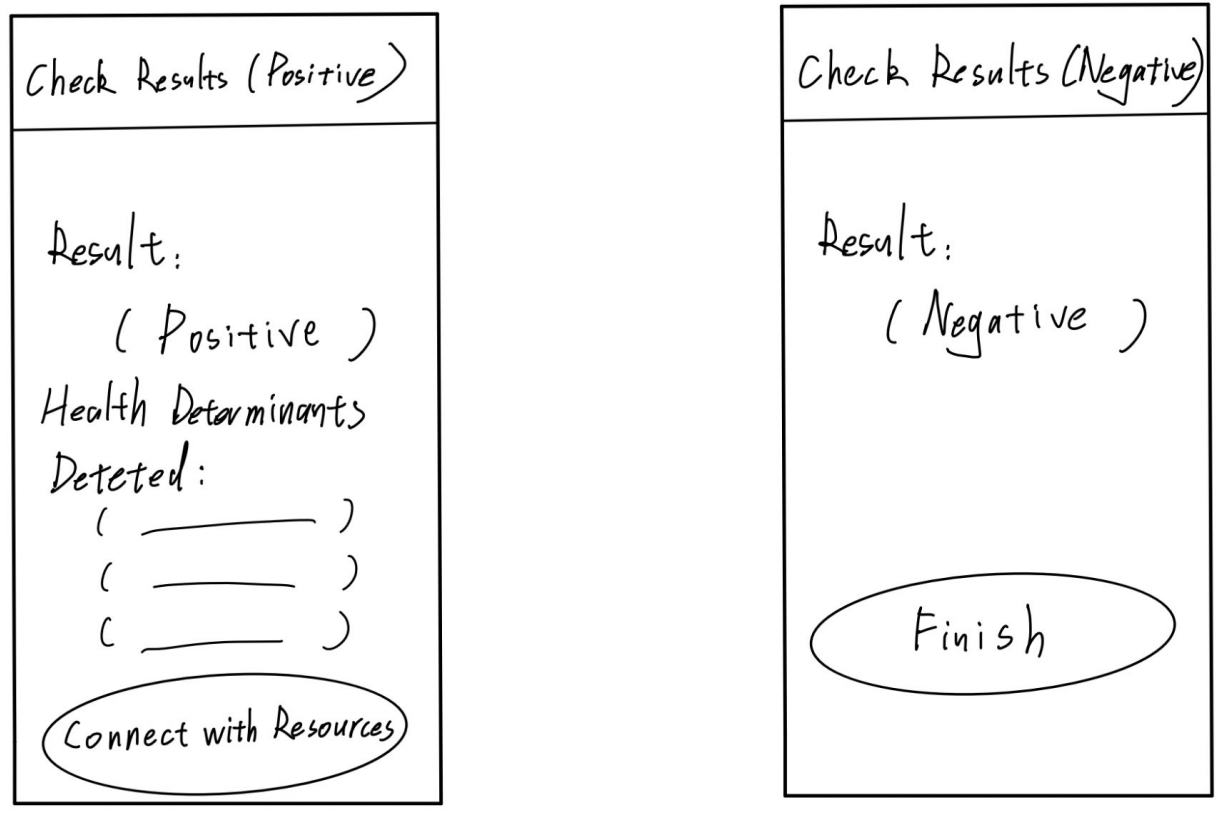 Check Results (Positive)
Result:
( Positive )
Health Determinants
Deteted:
( ______ )
( ______ )
( ______ )
Connect with Resources
Check Results (Negative)
Result:
( Negative )
Finish